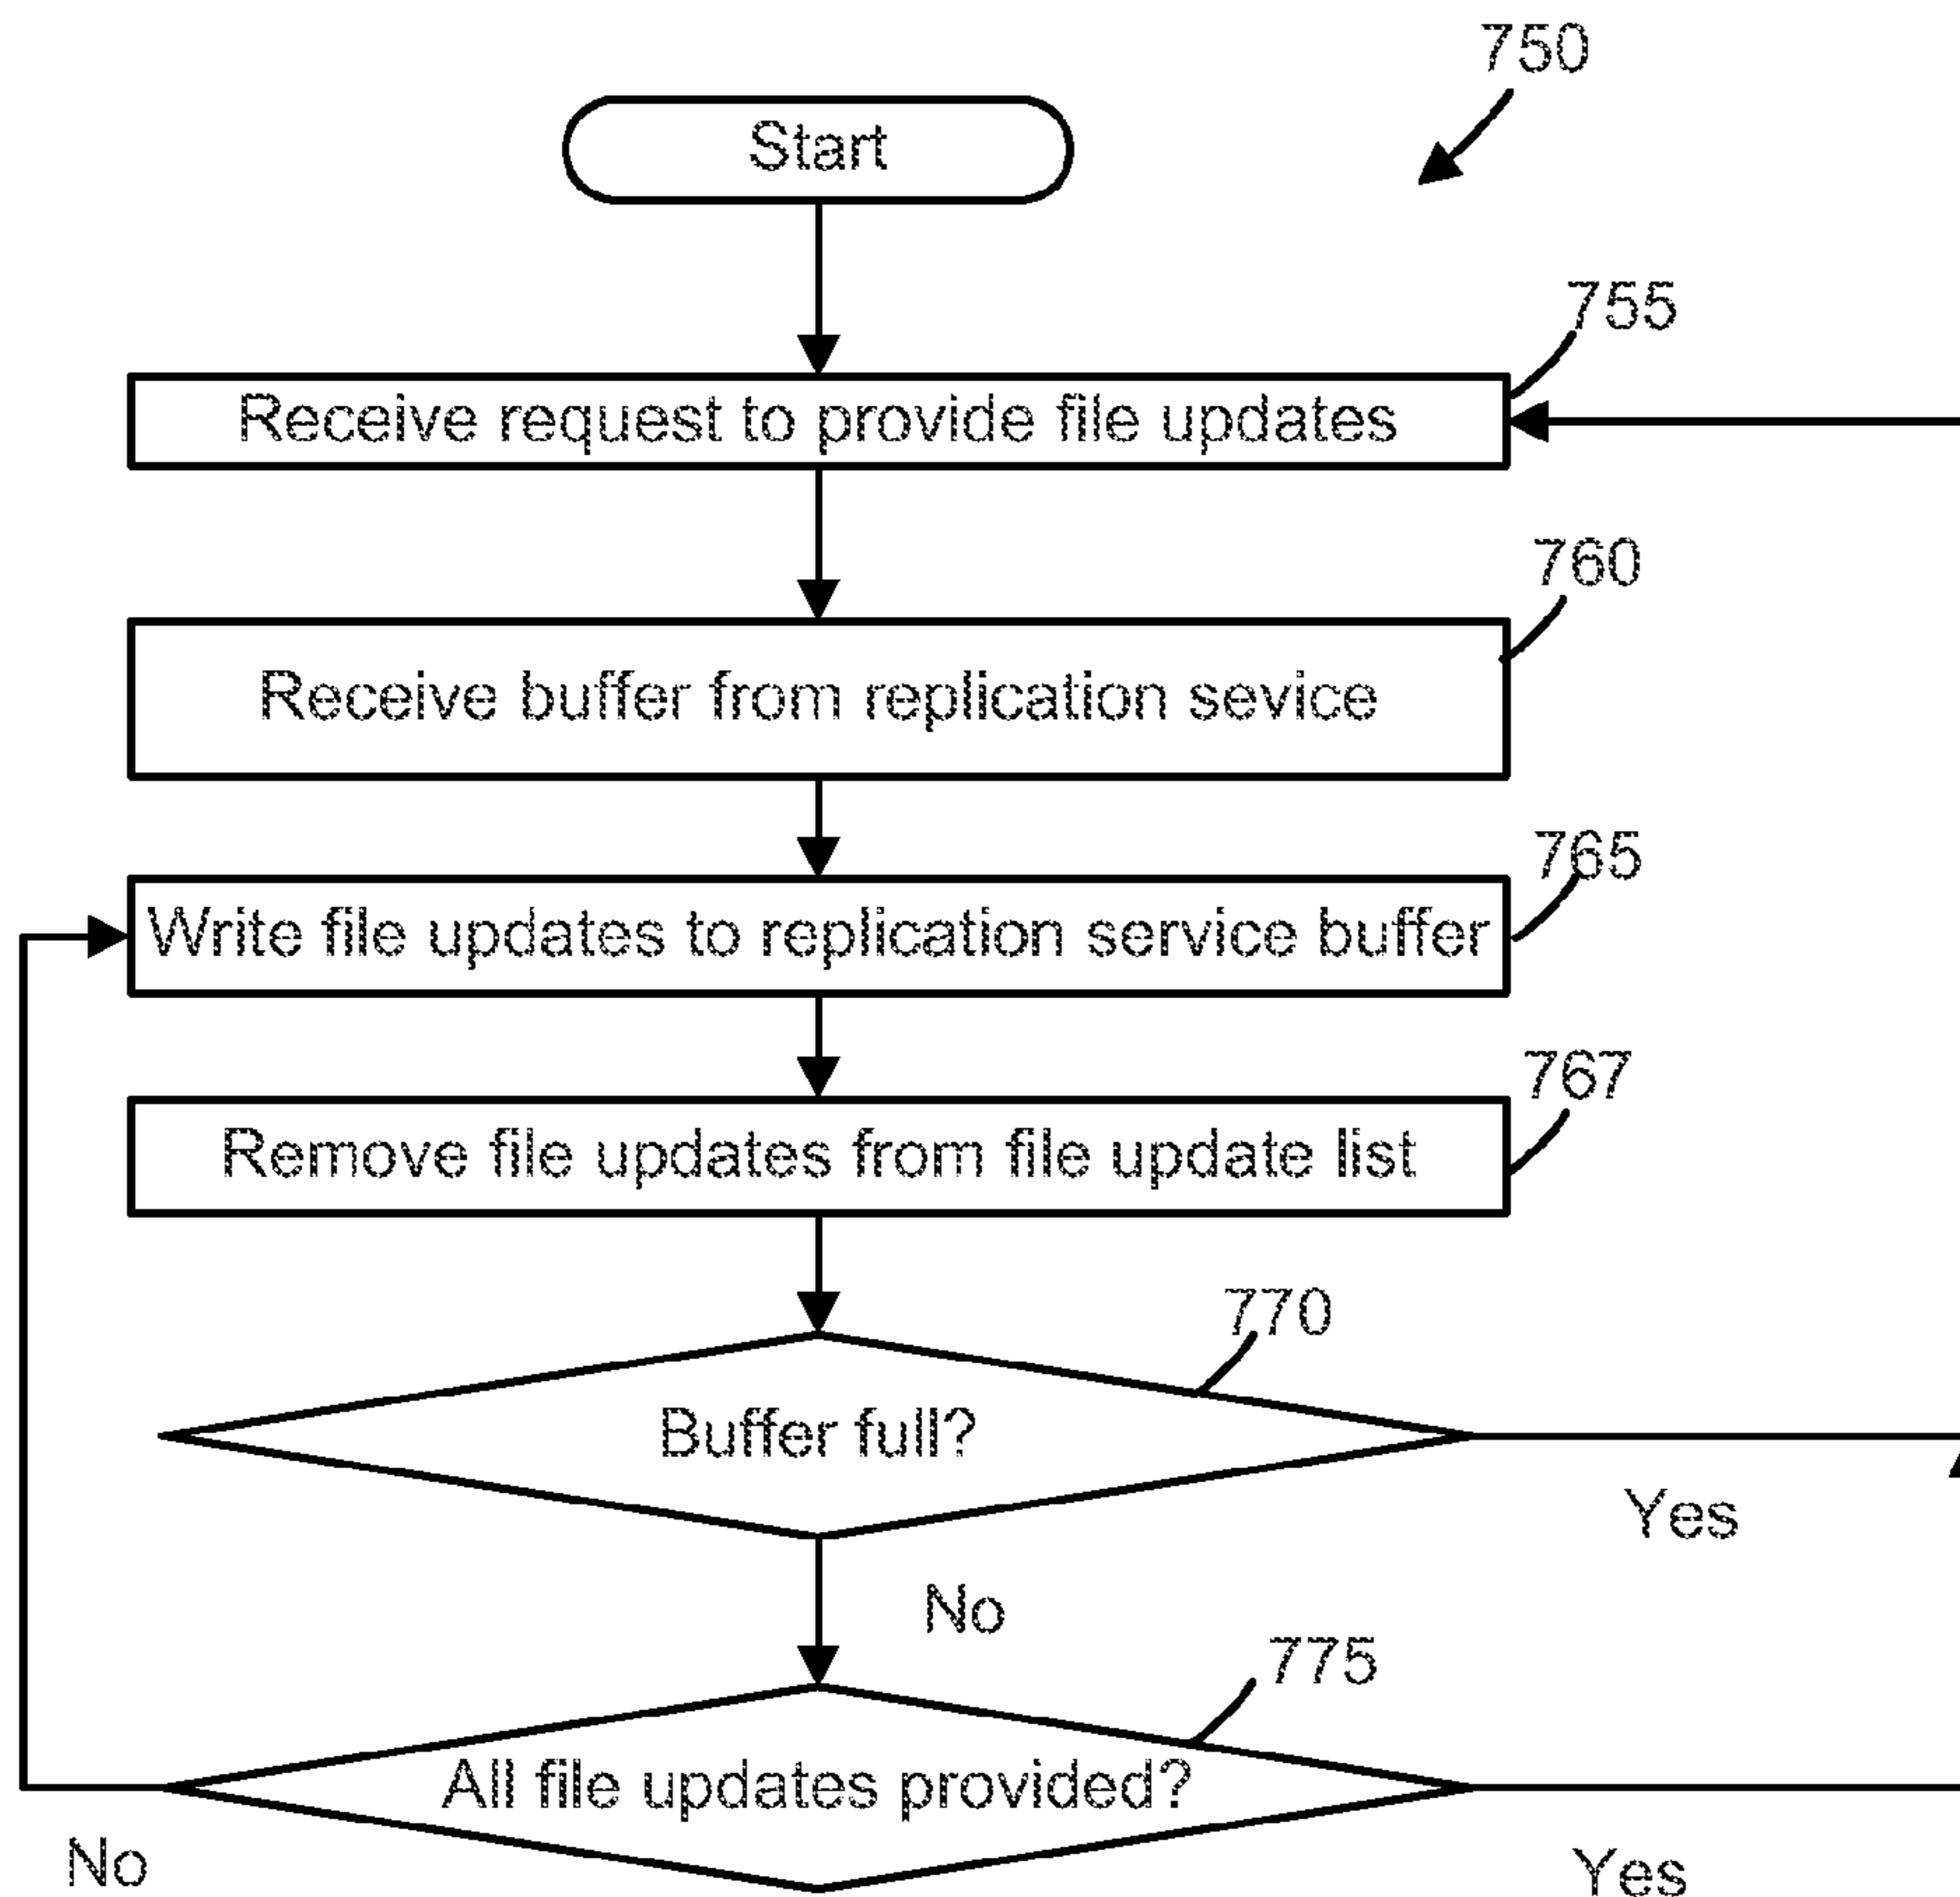 750
Start
755
Receive request to provide file updates
760
Receive buffer from replication sevice
765
Write file updates to replication service buffer
767
Remove file updates from file update list
770
Buffer full?
Yes
No
775
All file updates provided?
No
Yes